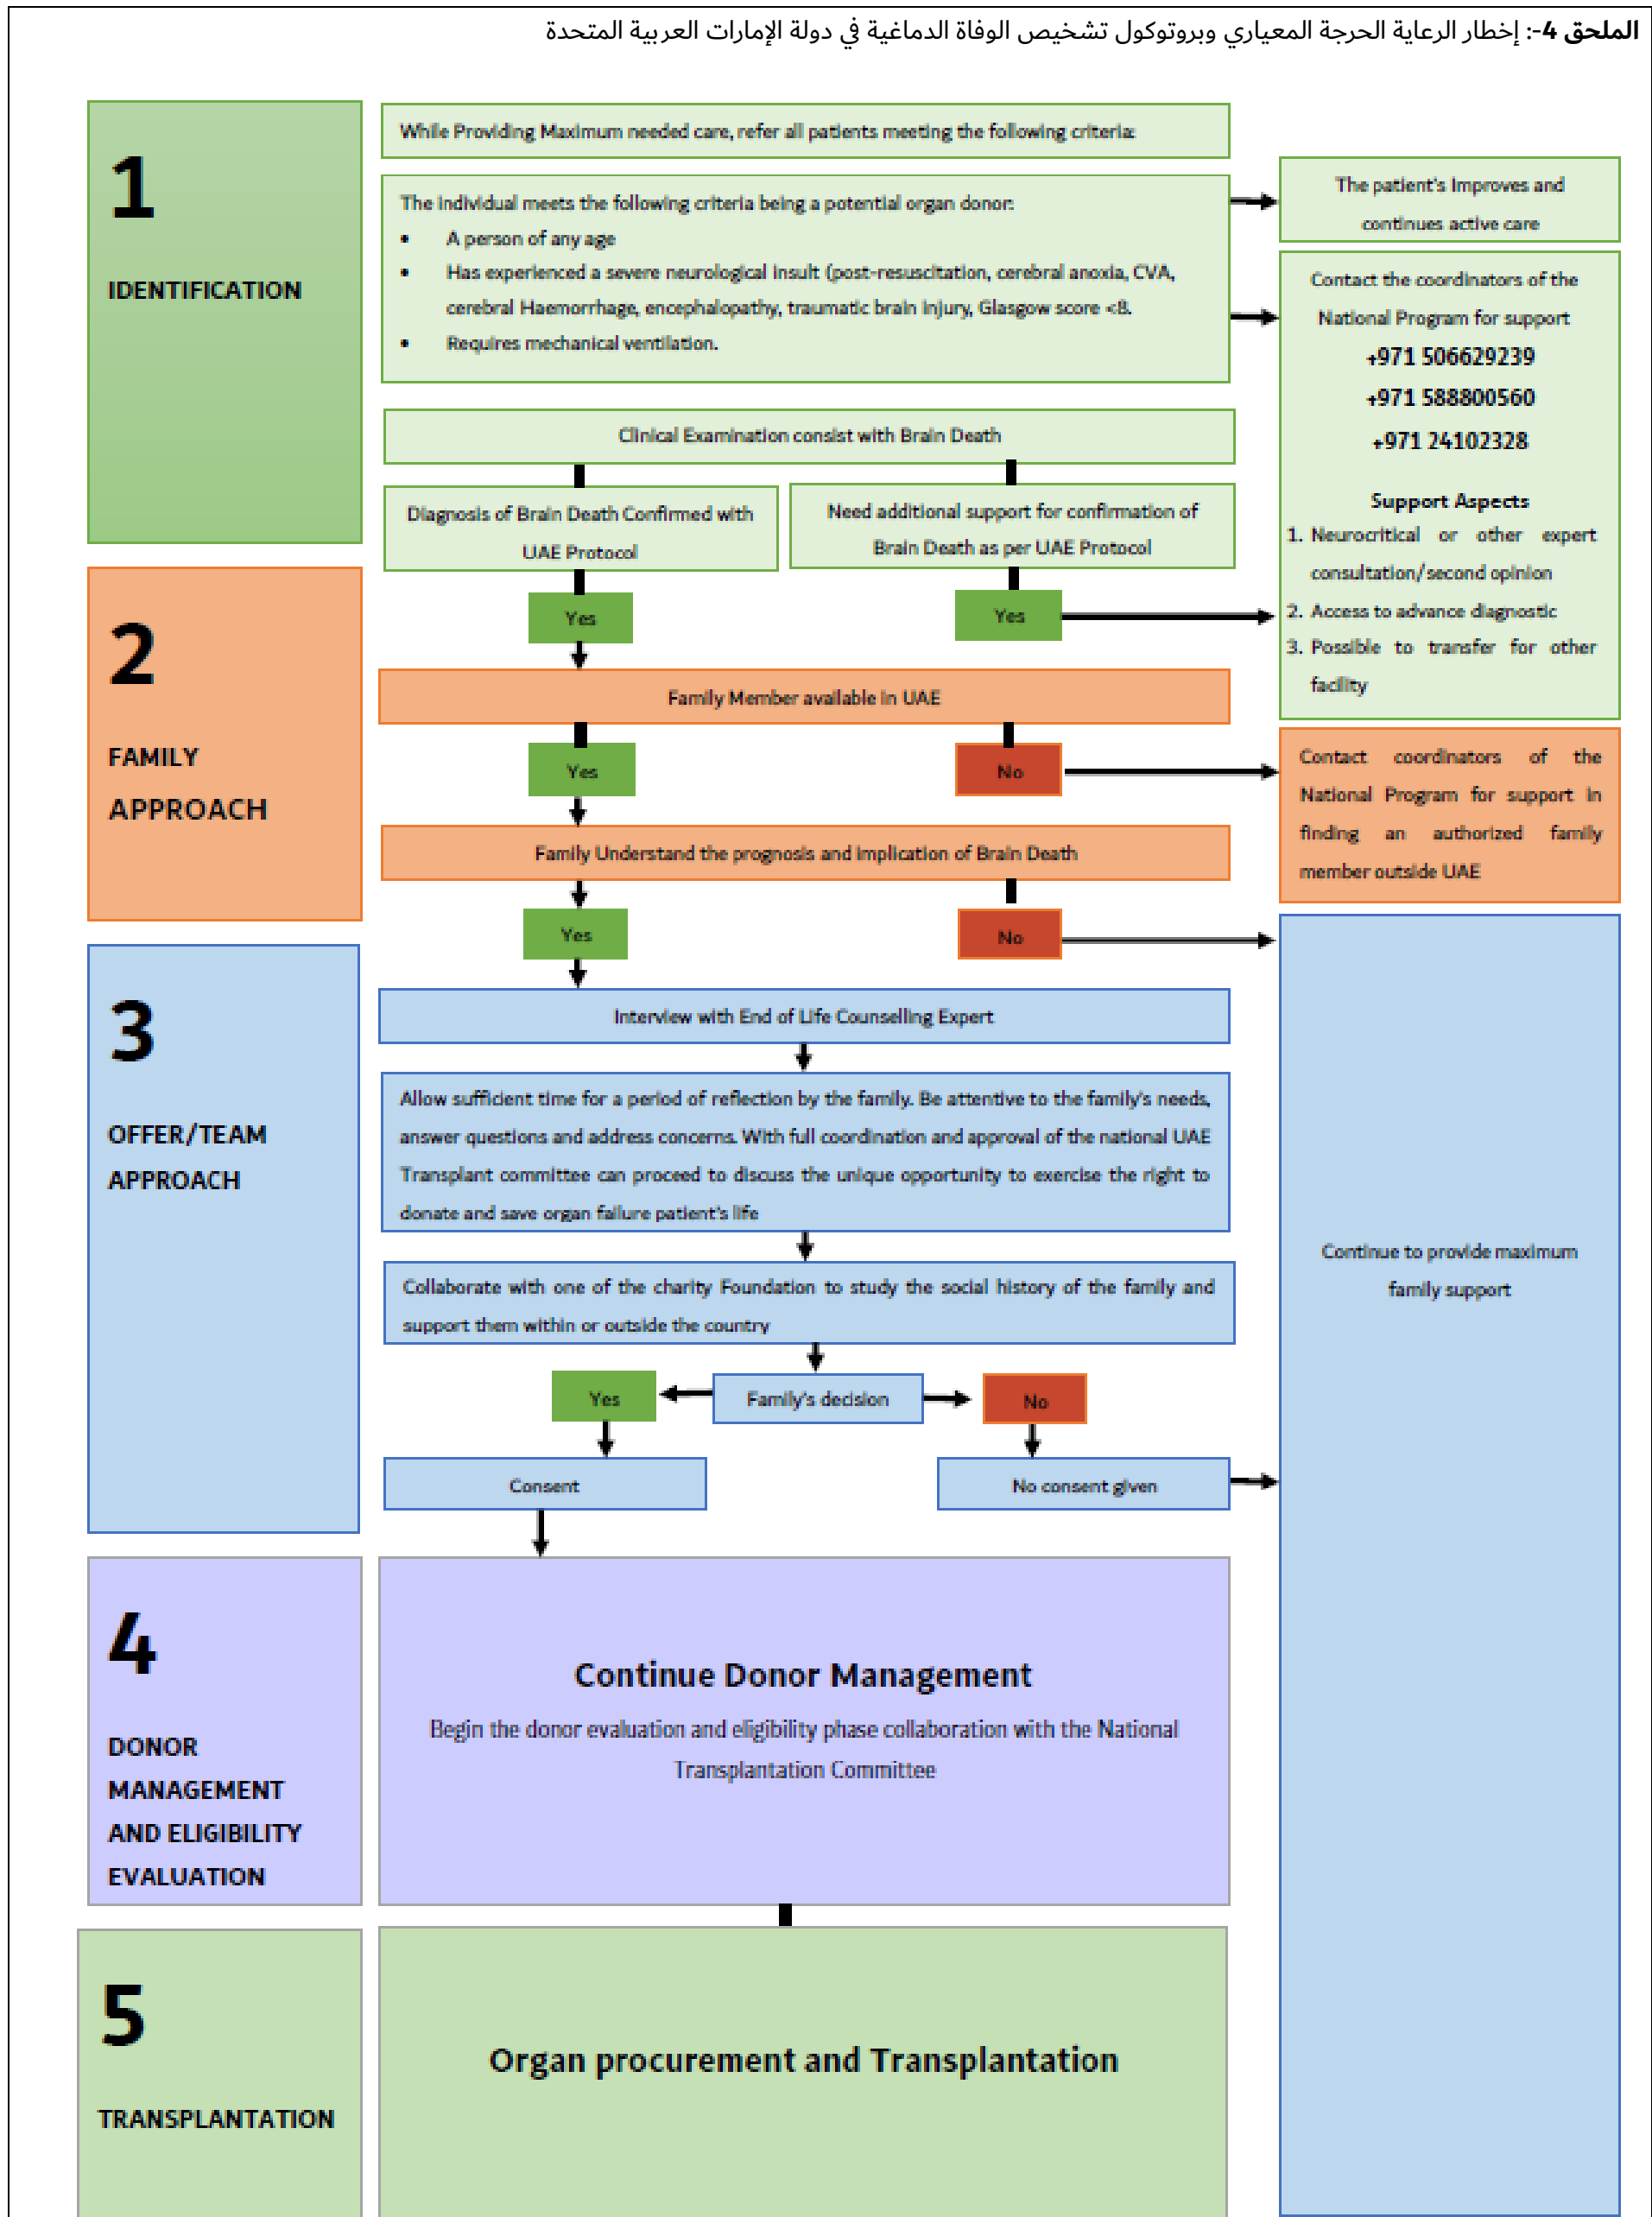 الملحق 4-: إخطار الرعاية الحرجة المعياري وبروتوكول تشخيص الوفاة الدماغية في دولة الإمارات العربية المتحدة
1
IDENTIFICATION
While Providing Maximum needed care, refer all patients meeting the following criteria:
The individual meets the following criteria being a potential organ donor:
• A person of any age
• Has experienced a severe neurological insult (post-resuscitation, cerebral anoxia, CVA,
cerebral Haemorrhage, encephalopathy, traumatic brain injury, Glasgow score <8.
• Requires mechanical ventilation.
The patient's Improves and
continues active care
Contact the coordinators of the
National Program for support
+971 506629239
+971 588800560
+971 24102328
Support Aspects
1. Neurocritical or other expert
consultation/second opinion
2. Access to advance diagnostic
3. Possible to transfer for other
facility
Clinical Examination consist with Brain Death
Diagnosis of Brain Death Confirmed with
UAE Protocol
Need additional support for confirmation of
Brain Death as per UAE Protocol
Yes
Yes
2
FAMILY
APPROACH
Family Member available in UAE
Yes
No
Contact coordinators of the
National Program for support in
finding an authorized family
member outside UAE
Family Understand the prognosis and implication of Brain Death
Yes
No
3
OFFER/TEAM
APPROACH
Interview with End of Life Counselling Expert
Allow sufficient time for a period of reflection by the family. Be attentive to the family's needs,
answer questions and address concerns. With full coordination and approval of the national UAE
Transplant committee can proceed to discuss the unique opportunity to exercise the right to
donate and save organ failure patient's life
Collaborate with one of the charity Foundation to study the social history of the family and
support them within or outside the country
Yes
Family's decision
No
Consent
No consent given
Continue to provide maximum
family support
4
DONOR
MANAGEMENT
AND ELIGIBILITY
EVALUATION
Continue Donor Management
Begin the donor evaluation and eligibility phase collaboration with the National
Transplantation Committee
5
TRANSPLANTATION
Organ procurement and Transplantation